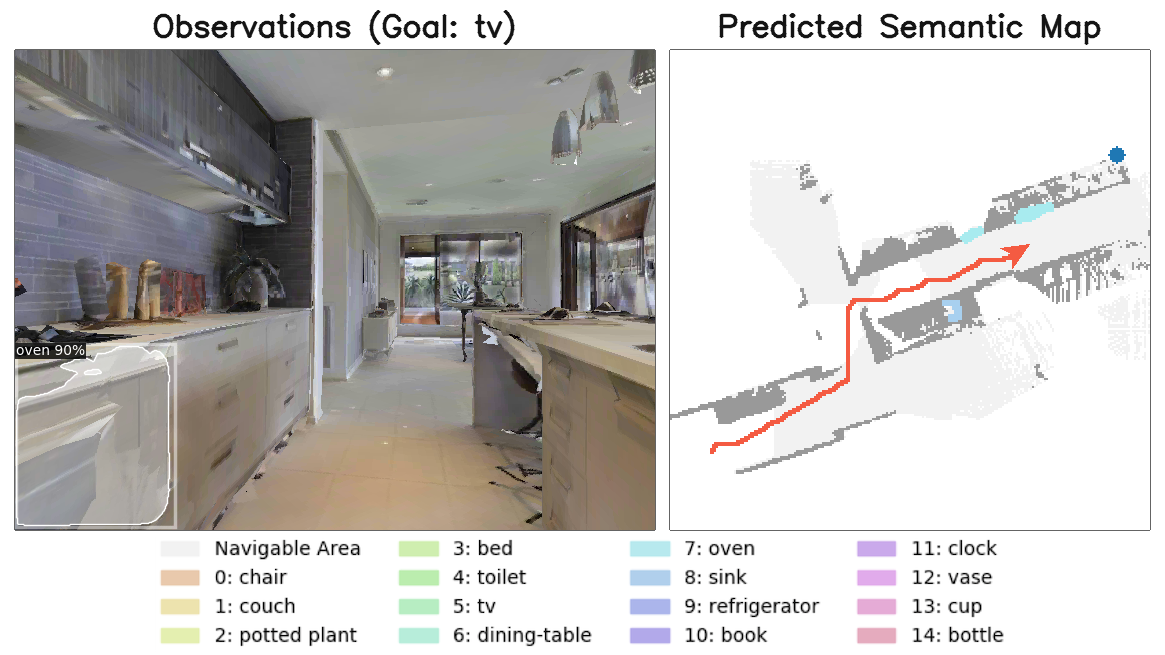 Observations (Goal: tv)
Predicted Semantic Map
oven 90%
Navigable Area
3: bed
7: oven
11: clock
0: chair
4: toilet
8: sink
12: vase
1: couch
5: tv
9: refrigerator
13: cup
2: potted plant
6: dining-table
10: book
14: bottle